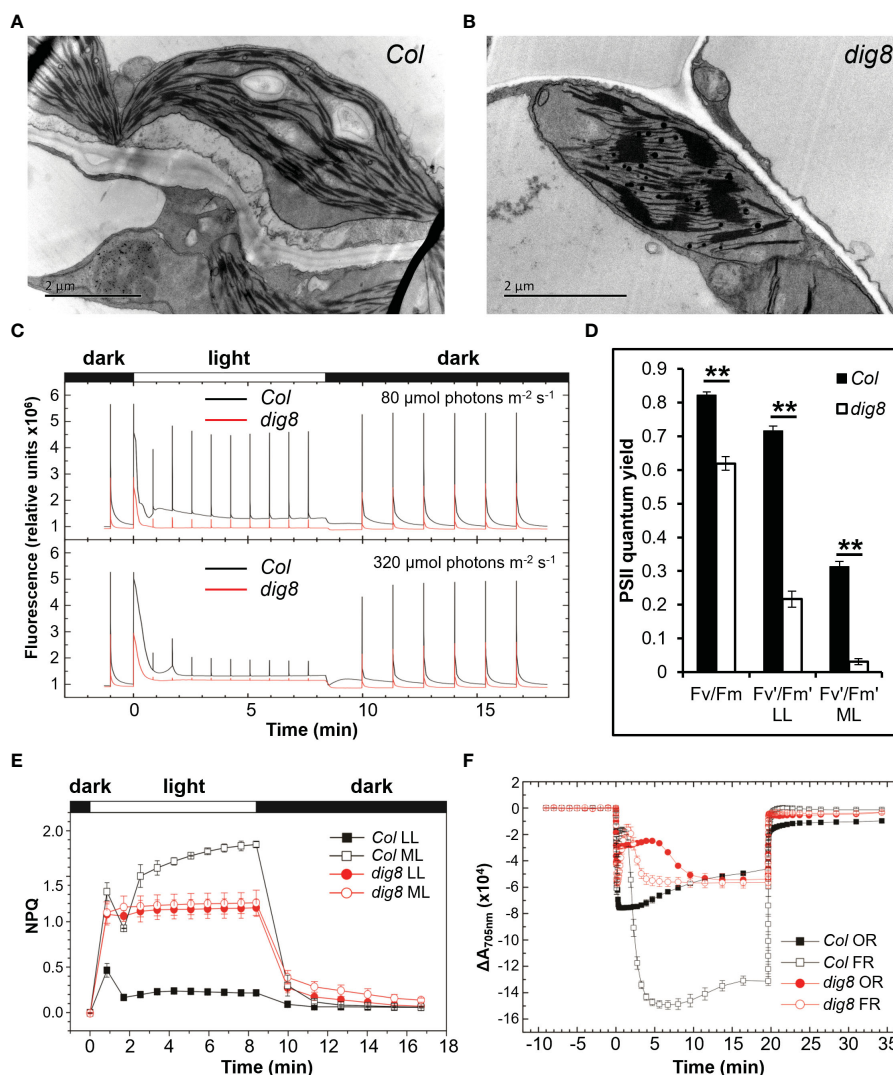 A
Col
2 µm
B
dig8
2 µm
C
dark light dark
Fluorescence (relative units x10⁶)
6
5
4
3
2
1
Col
dig8
80 µmol photons m⁻² s⁻¹
6
5
4
3
2
1
Col
dig8
320 µmol photons m⁻² s⁻¹
0 5 10 15
Time (min)
D
PSII quantum yield
0.9
0.8
0.7
0.6
0.5
0.4
0.3
0.2
0.1
0
** ** **
Col
dig8
Fv/Fm Fv'/Fm' Fv'/Fm'
LL ML
E
dark light dark
NPQ
2.0
1.5
1.0
0.5
0.0
Col LL
Col ML
dig8 LL
dig8 ML
0 2 4 6 8 10 12 14 16
Time (min)
F
ΔA705nm (x10⁴)
2
0
-2
-4
-6
-8
-10
-12
-14
-16
Col OR
Col FR
dig8 OR
dig8 FR
-10 -5 0 5 10 15 20 25 30 35
Time (min)